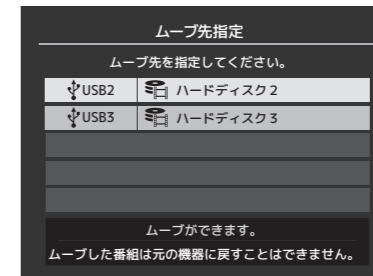 ムーブ先指定
ムーブ先を指定してください。
USB2 ハードディスク2
USB3 ハードディスク3
ムーブができます。
ムーブした番組は元の機器に戻すことはできません。